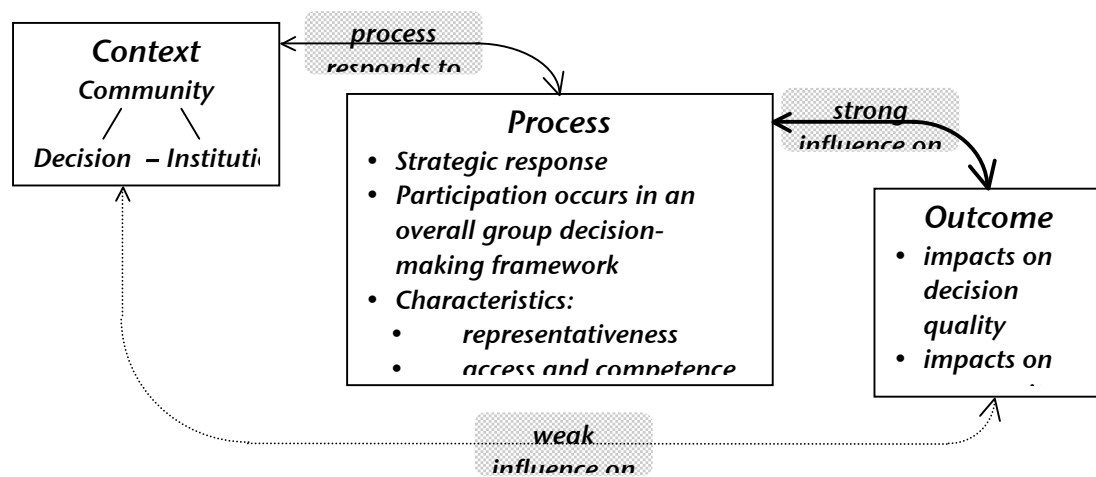 Context
Community
Decision – Instituti
process
responds to
Process
• Strategic response
• Participation occurs in an
overall group decision-
making framework
• Characteristics:
• representativeness
• access and competence
strong
influence on
Outcome
• impacts on
decision
quality
• impacts on
weak
influence on